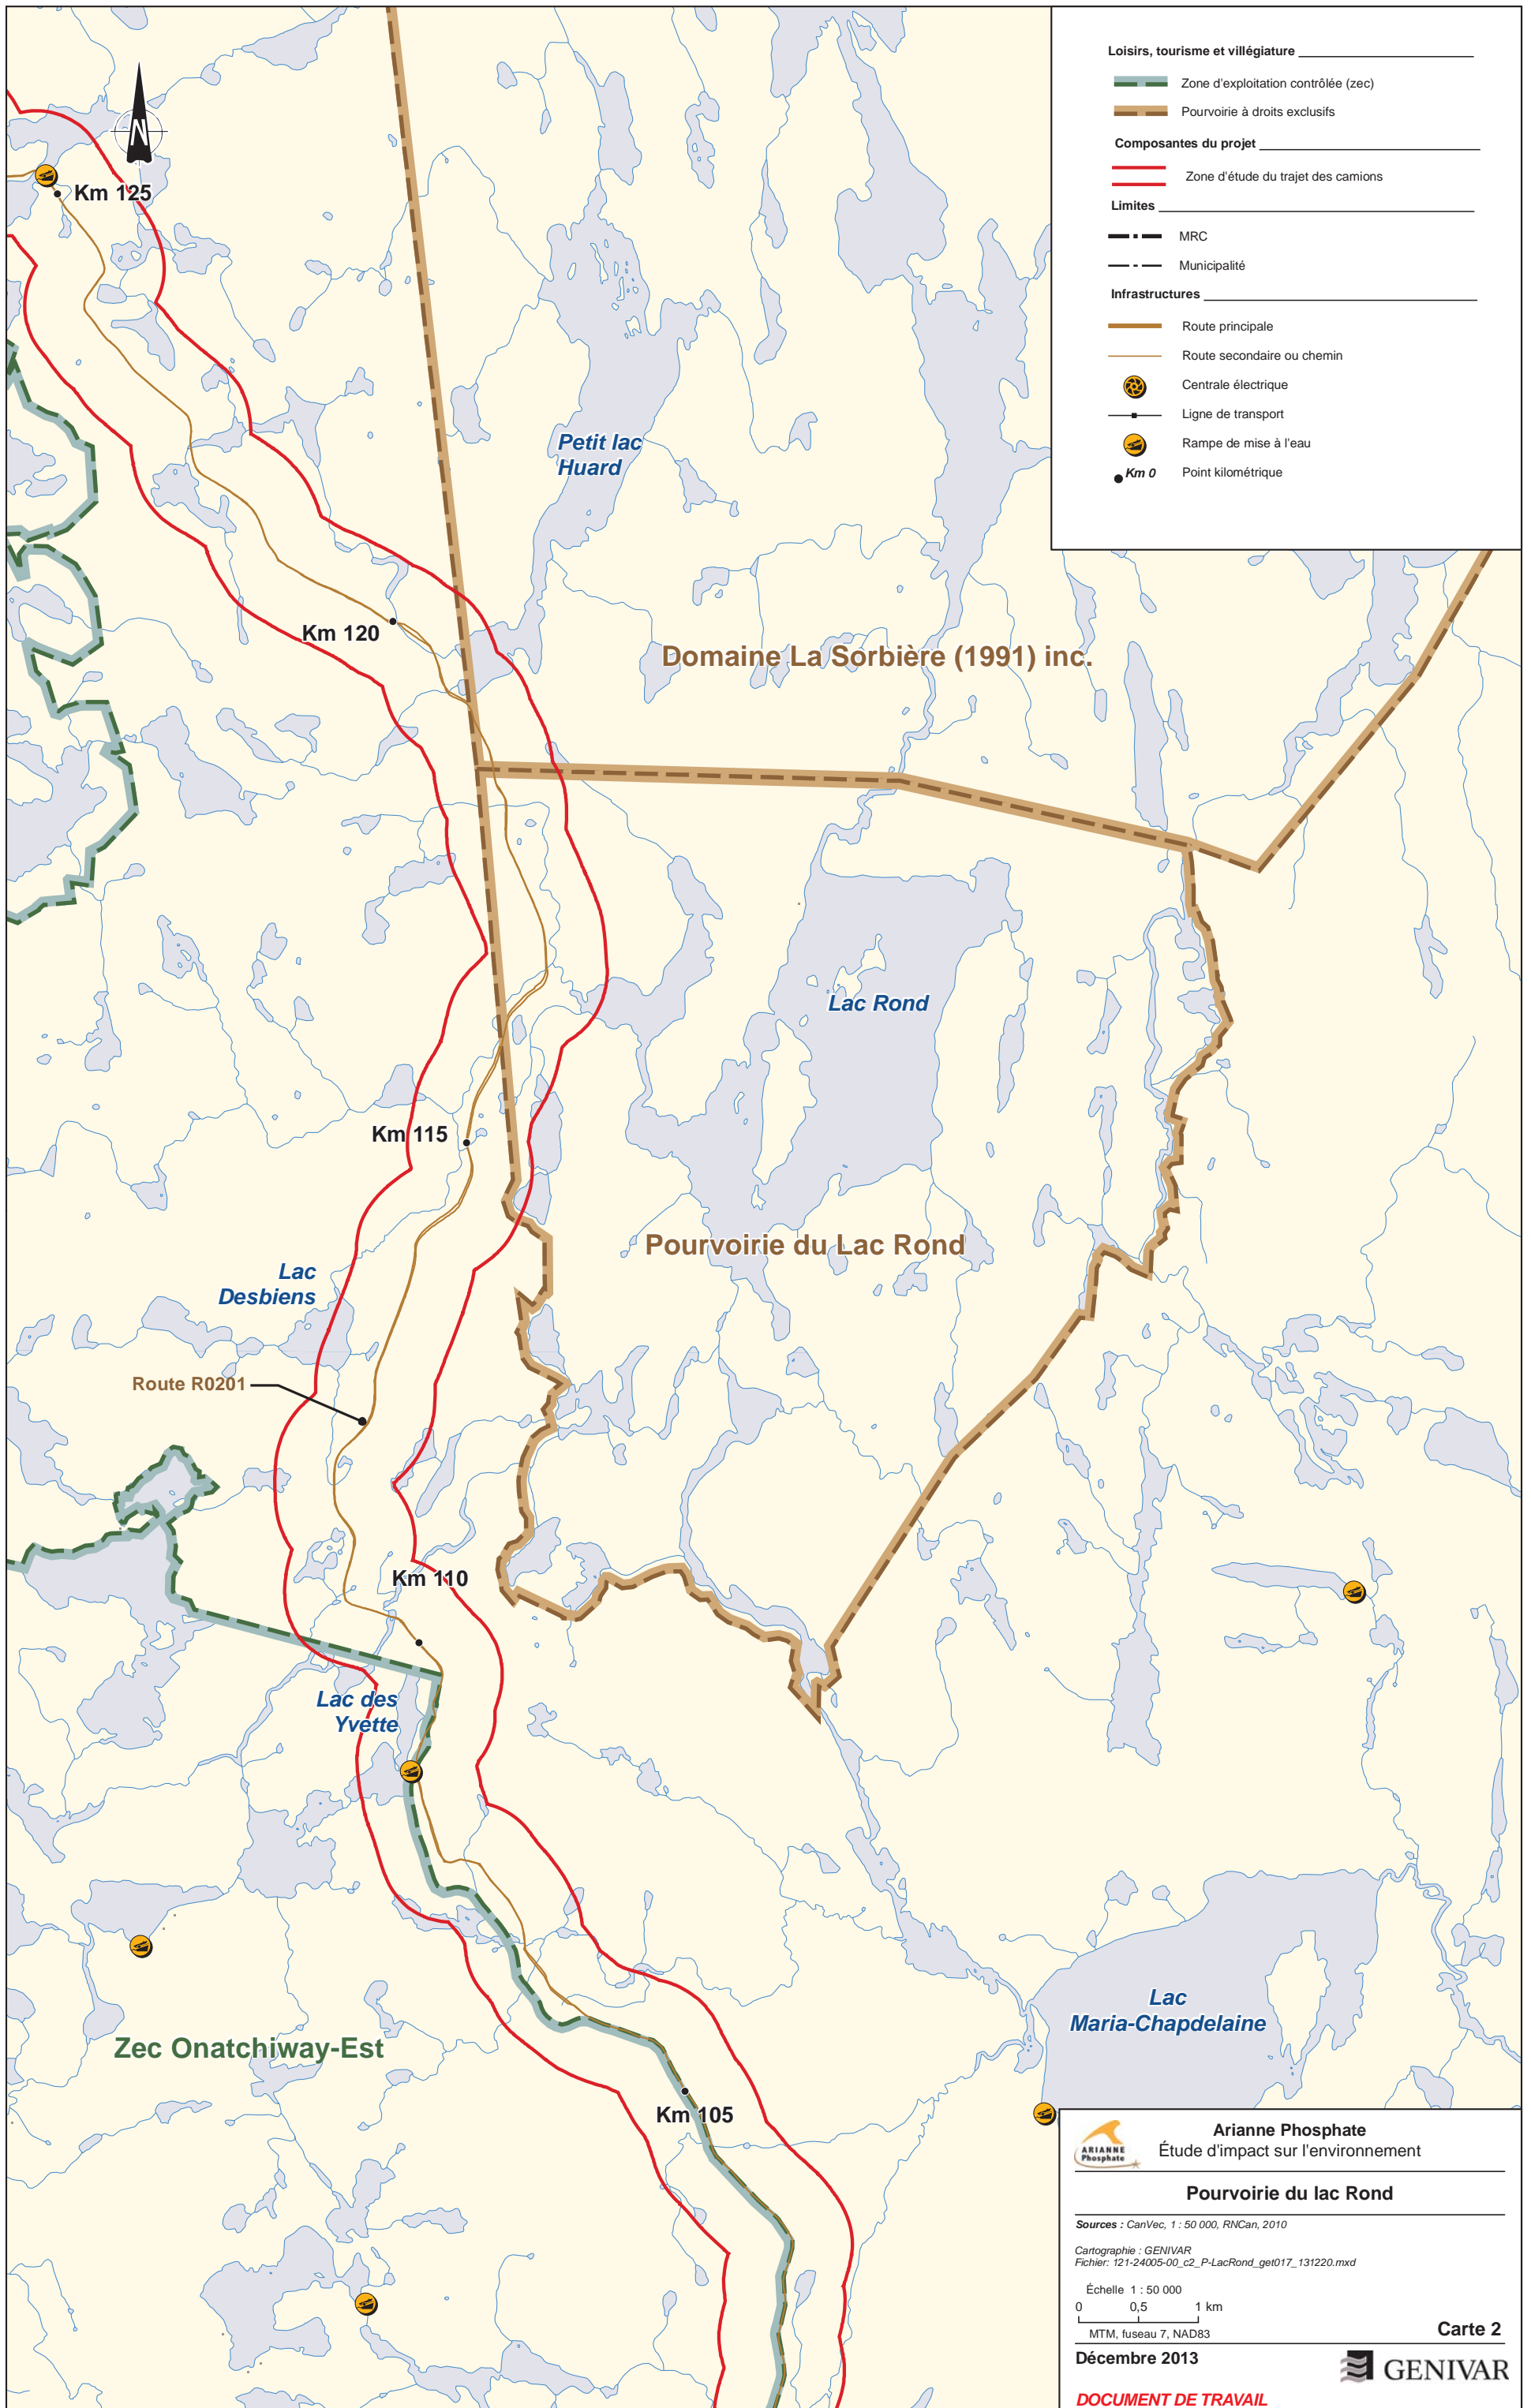 Loisirs, tourisme et villégiature
Zone d'exploitation contrôlée (zec)
Pourvoirie à droits exclusifs
Composantes du projet
Zone d'étude du trajet des camions
Limites
MRC
Municipalité
Infrastructures
Route principale
Route secondaire ou chemin
Centrale électrique
Ligne de transport
Rampe de mise à l'eau
Km 0 Point kilométrique
N
Km 125
Petit lac
Huard
Km 120
Domaine La Sorbière (1991) inc.
Lac Rond
Km 115
Pourvoirie du Lac Rond
Lac
Desbiens
Route R0201
Km 110
Lac des
Yvette
Lac
Maria-Chapdelaine
Zec Onatchiway-Est
Km 105
ARIANNE
Phosphate
Arianne Phosphate
Étude d'impact sur l'environnement
Pourvoirie du lac Rond
Sources : CanVec, 1 : 50 000, RNCan, 2010
Cartographie : GENIVAR
Fichier: 121-24005-00_c2_P-LacRond_get017_131220.mxd
Échelle 1 : 50 000
0 0,5 1 km
MTM, fuseau 7, NAD83
Carte 2
Décembre 2013
GENIVAR
DOCUMENT DE TRAVAIL